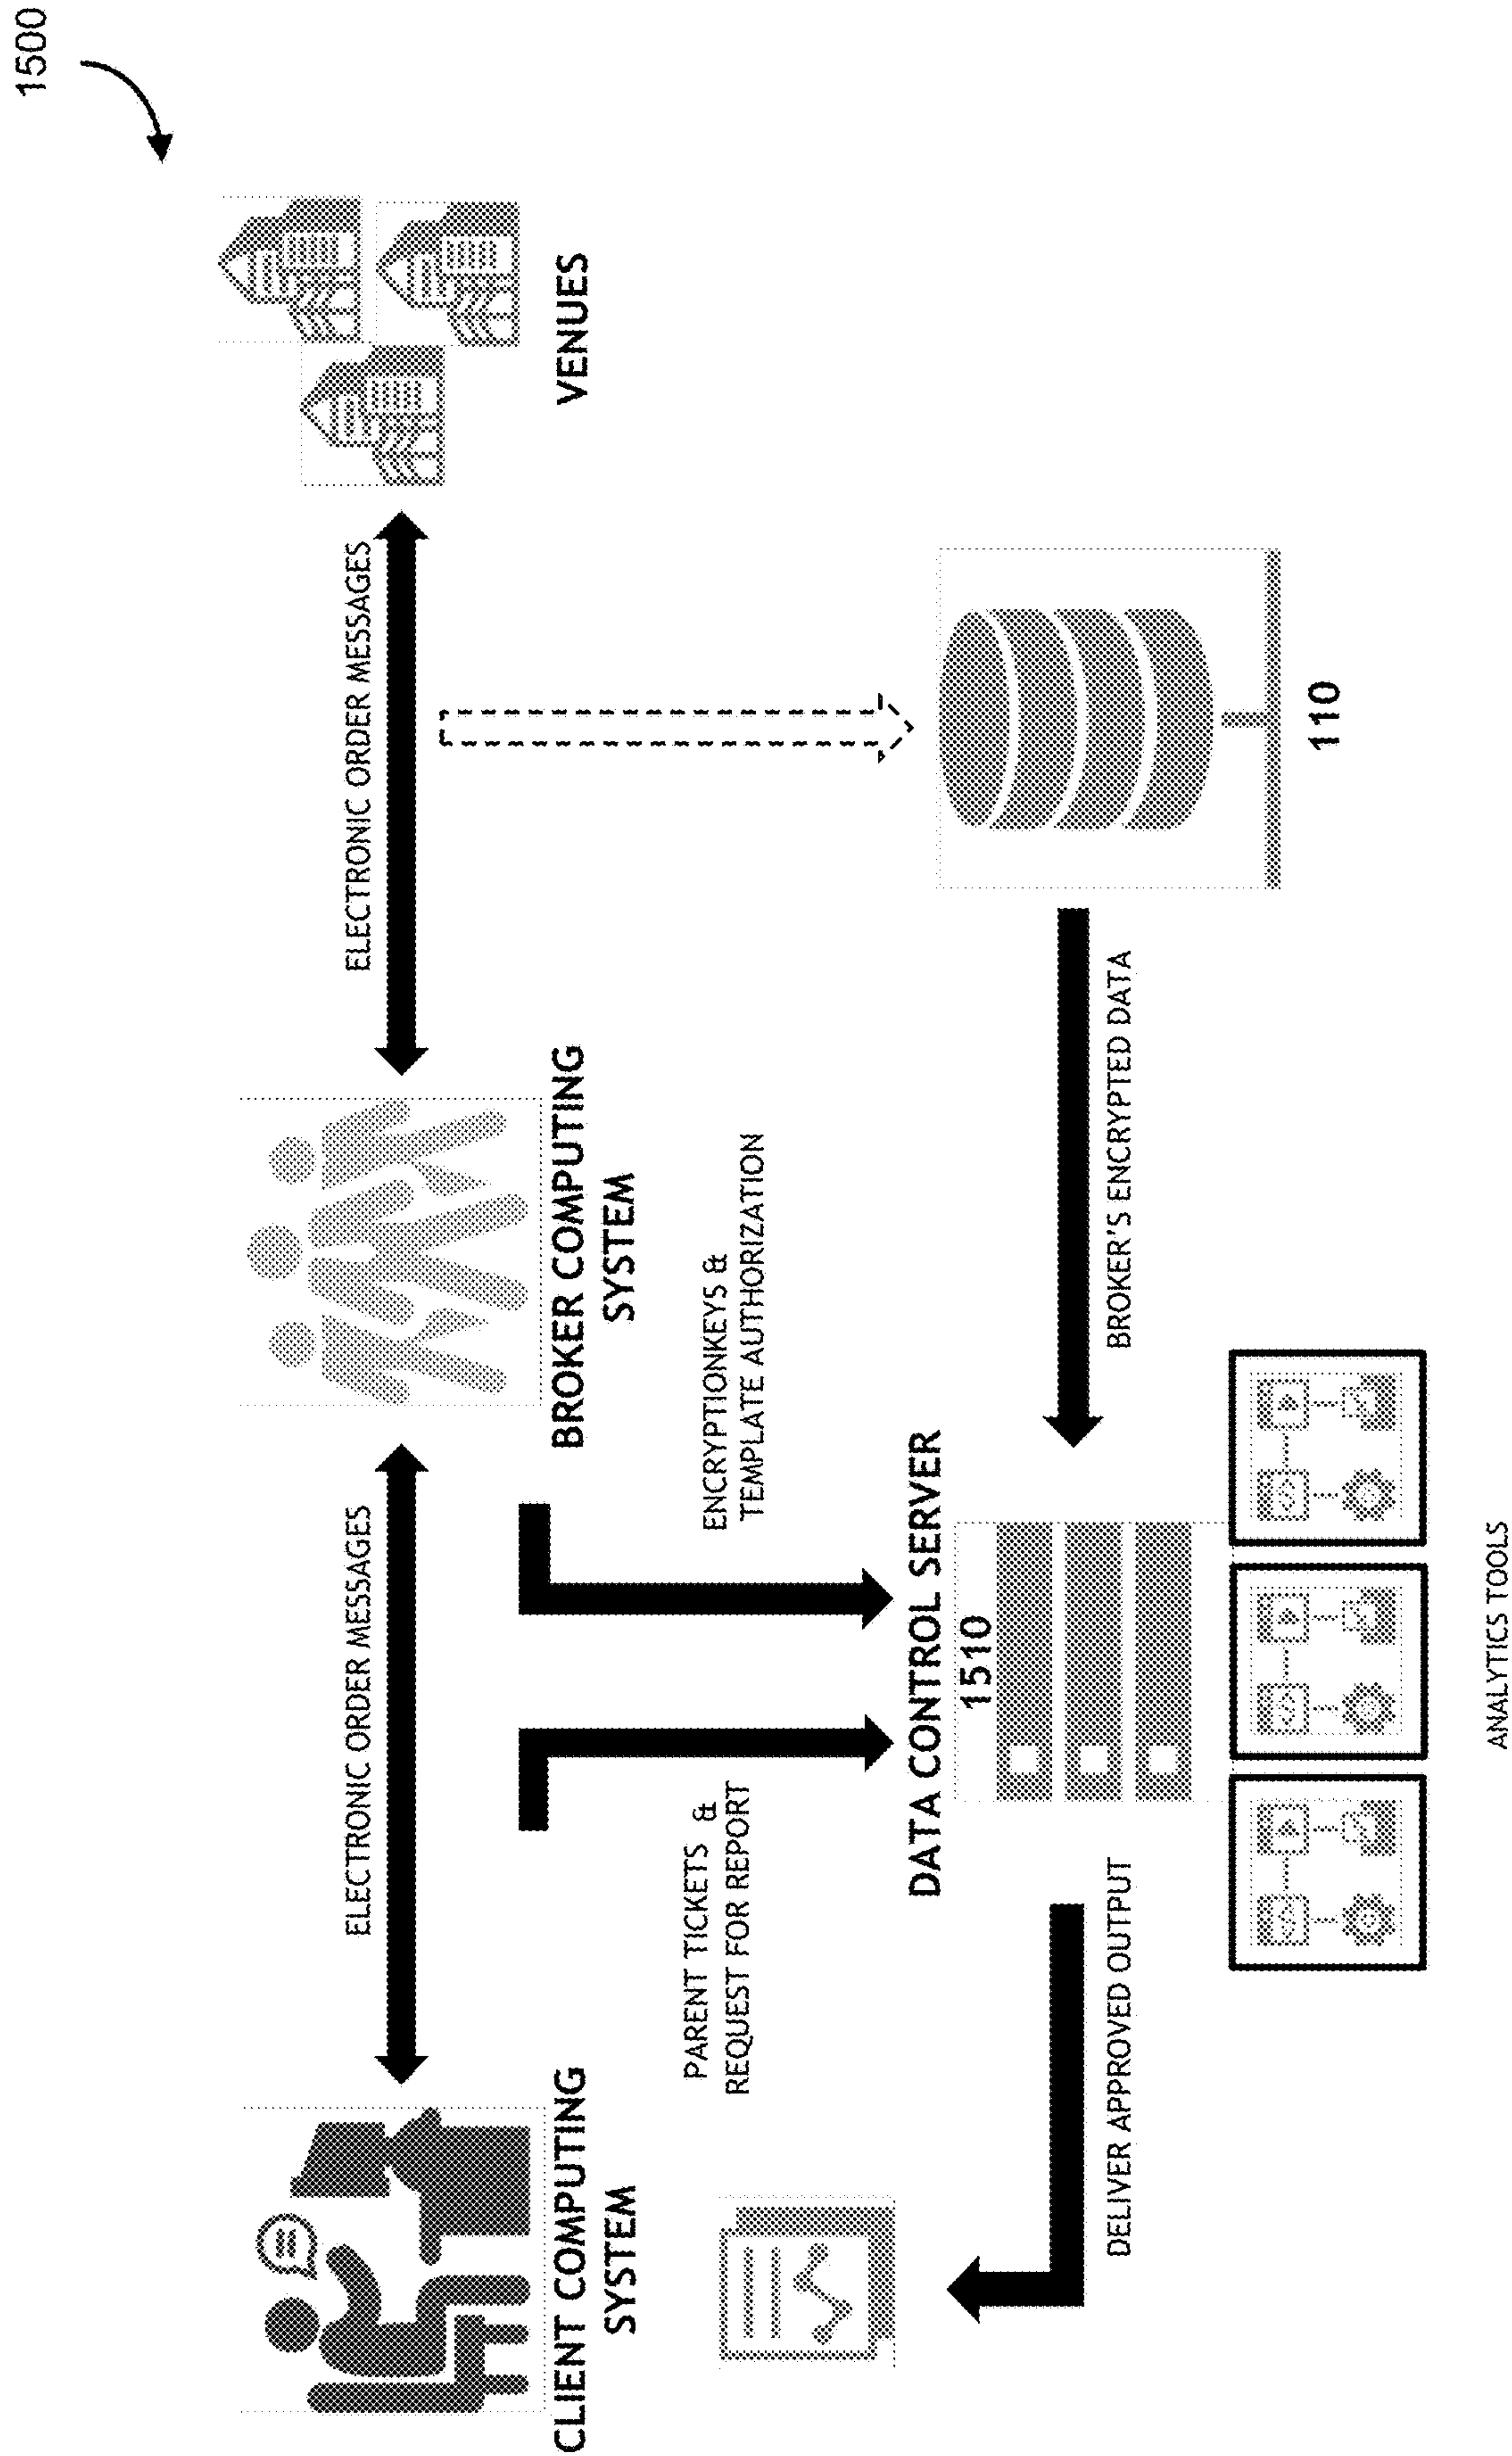 1500
ELECTRONIC ORDER MESSAGES
ELECTRONIC ORDER MESSAGES
CLIENT COMPUTING
SYSTEM
BROKER COMPUTING
SYSTEM
VENUES
PARENT TICKETS &
REQUEST FOR REPORT
ENCRYPTIONKEYS &
TEMPLATE AUTHORIZATION
DATA CONTROL SERVER
1510
DELIVER APPROVED OUTPUT
BROKER'S ENCRYPTED DATA
110
ANALYTICS TOOLS